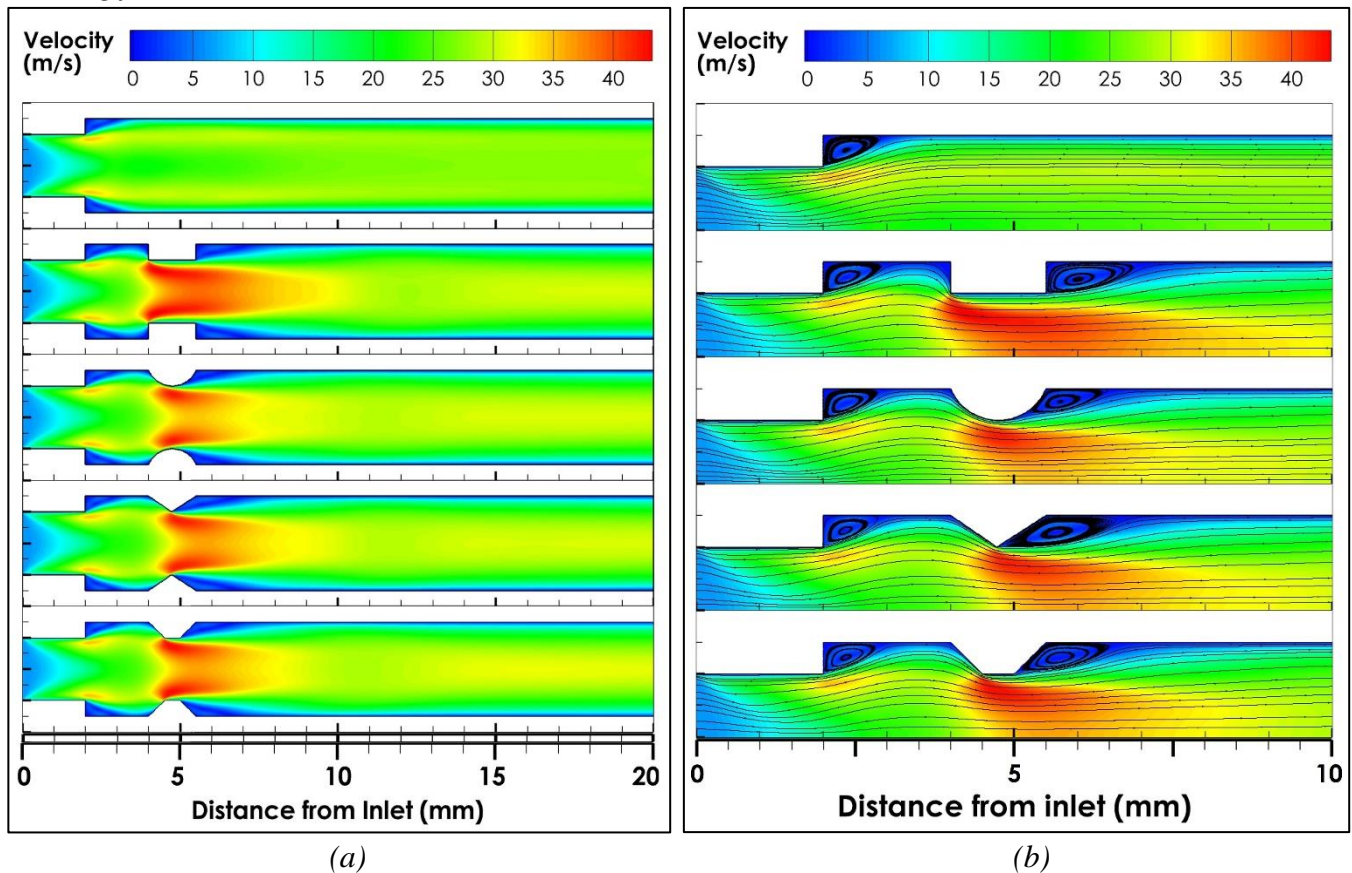 Velocity
(m/s)
0 5 10 15 20 25 30 35 40
0 5 10 15 20
Distance from Inlet (mm)
(a)
Velocity
(m/s)
0 5 10 15 20 25 30 35 40
0 5 10
Distance from inlet (mm)
(b)